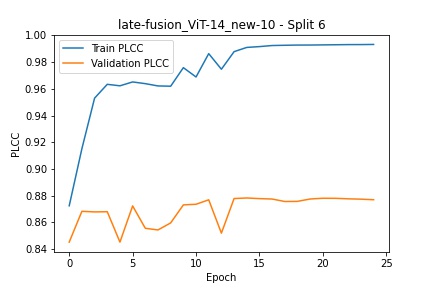 late-fusion_ViT-14_new-10 - Split 6
1.00
0.98
0.96
0.94
0.92
0.90
0.88
0.86
0.84
PLCC
Train PLCC
Validation PLCC
0 5 10 15 20 25
Epoch